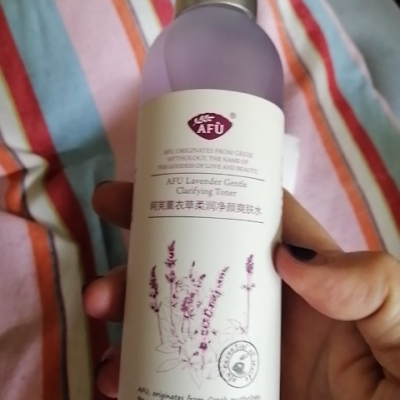 AFÙ
®
AFU, ORIGINATES FROM GREEK
MYTHOLOGY, THE NAME OF
THE GODDESS OF LOVE AND BEAUTY
AFU Lavender Gentle
Clarifying Toner
阿芙薰衣草柔润净颜爽肤水
AFU, originates from Greek mythology,